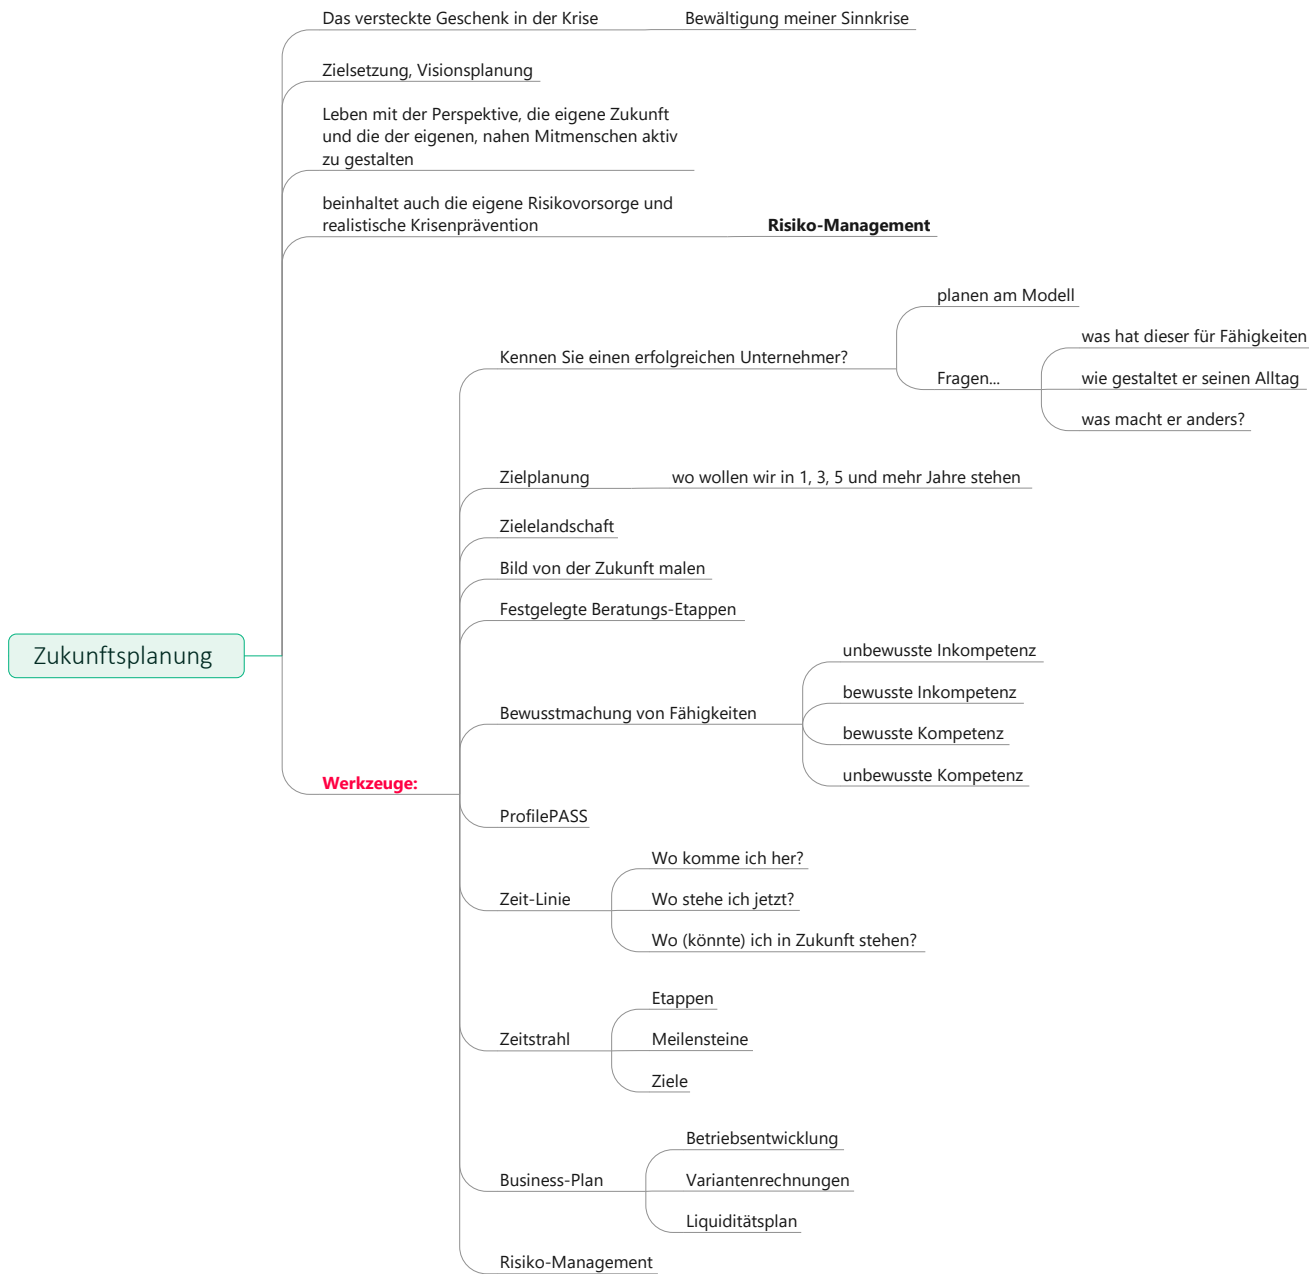 Das versteckte Geschenk in der Krise
Bewältigung meiner Sinnkrise
Zielsetzung, Visionsplanung
Leben mit der Perspektive, die eigene Zukunft
und die der eigenen, nahen Mitmenschen aktiv
zu gestalten
beinhaltet auch die eigene Risikovorsorge und
realistische Krisenprävention
Risiko-Management
Kennen Sie einen erfolgreichen Unternehmer?
planen am Modell
Fragen...
was hat dieser für Fähigkeiten
wie gestaltet er seinen Alltag
was macht er anders?
Zielplanung
wo wollen wir in 1, 3, 5 und mehr Jahre stehen
Zielelandschaft
Bild von der Zukunft malen
Festgelegte Beratungs-Etappen
Zukunftsplanung
Bewusstmachung von Fähigkeiten
unbewusste Inkompetenz
bewusste Inkompetenz
bewusste Kompetenz
unbewusste Kompetenz
Werkzeuge:
ProfilePASS
Zeit-Linie
Wo komme ich her?
Wo stehe ich jetzt?
Wo (könnte) ich in Zukunft stehen?
Zeitstrahl
Etappen
Meilensteine
Ziele
Business-Plan
Betriebsentwicklung
Variantenrechnungen
Liquiditätsplan
Risiko-Management